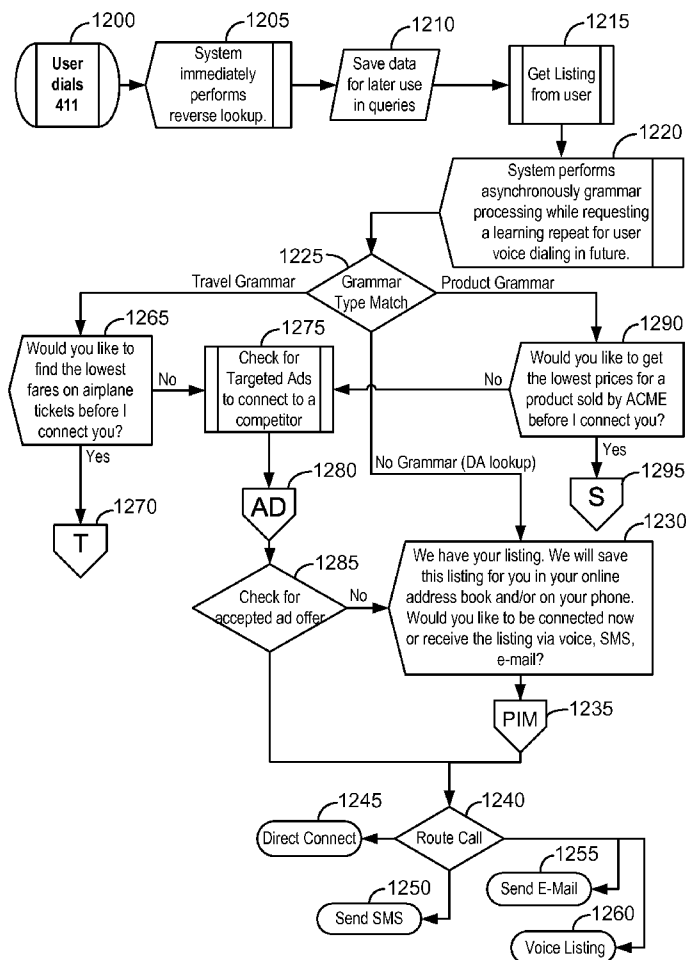 1200
1205
1210
1215
User
dials
411
System
immediately
performs
reverse lookup.
Save data
for later use
in queries
Get Listing
from user
1220
System performs
asynchronously grammar
processing while requesting
a learning repeat for user
voice dialing in future.
1225
Grammar
Type Match
Travel Grammar
Product Grammar
1265
Would you like to
find the lowest
fares on airplane
tickets before I
connect you?
No
Yes
1275
Check for
Targeted Ads
to connect to a
competitor
1290
Would you like to get
the lowest prices for a
product sold by ACME
before I connect you?
No
Yes
No Grammar (DA lookup)
1270
T
1280
AD
1295
S
1285
Check for
accepted ad offer
No
1230
We have your listing. We will save
this listing for you in your online
address book and/or on your phone.
Would you like to be connected now
or receive the listing via voice, SMS,
e-mail?
PIM
1235
1245
Direct Connect
1240
Route Call
1250
Send SMS
1255
Send E-Mail
1260
Voice Listing